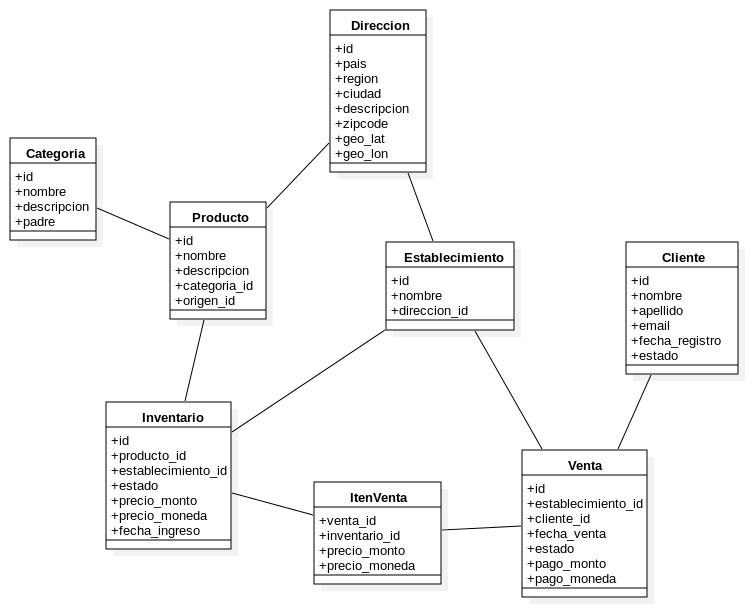 Direccion
+id
+pais
+region
+ciudad
+descripcion
+zipcode
+geo_lat
+geo_lon
Categoria
+id
+nombre
+descripcion
+padre
Producto
+id
+nombre
+descripcion
+categoria_id
+origen_id
Establecimiento
+id
+nombre
+direccion_id
Cliente
+id
+nombre
+apellido
+email
+fecha_registro
+estado
Inventario
+id
+producto_id
+establecimiento_id
+estado
+precio_monto
+precio_moneda
+fecha_ingreso
ItenVenta
+venta_id
+inventario_id
+precio_monto
+precio_moneda
Venta
+id
+establecimiento_id
+cliente_id
+fecha_venta
+estado
+pago_monto
+pago_moneda